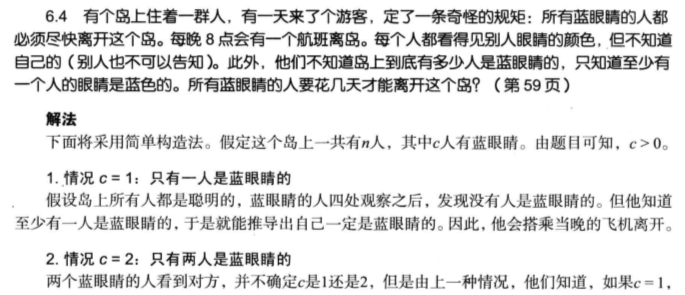 6.4 有个岛上住着一群人，有一天来了个游客，定了一条奇怪的规矩：所有蓝眼睛的人都
必须尽快离开这个岛。每晚8点会有一个航班离岛。每个人都看得见别人眼睛的颜色，但不知道
自己的（别人也不可以告知）。此外，他们不知道岛上到底有多少人是蓝眼睛的，只知道至少有
一个人的眼睛是蓝色的。所有蓝眼睛的人要花几天才能离开这个岛？（第59页）
解法
下面将采用简单构造法。假定这个岛上一共有n人，其中c人有蓝眼睛。由题目可知，c > 0。
1. 情况 c = 1：只有一人是蓝眼睛的
假设岛上所有人都是聪明的，蓝眼睛的人四处观察之后，发现没有人是蓝眼睛的。但他知道
至少有一人是蓝眼睛的，于是就能推导出自己一定是蓝眼睛的。因此，他会搭乘当晚的飞机离开。
2. 情况 c = 2：只有两人是蓝眼睛的
两个蓝眼睛的人看到对方，并不确定c是1还是2，但是由上一种情况，他们知道，如果c = 1，